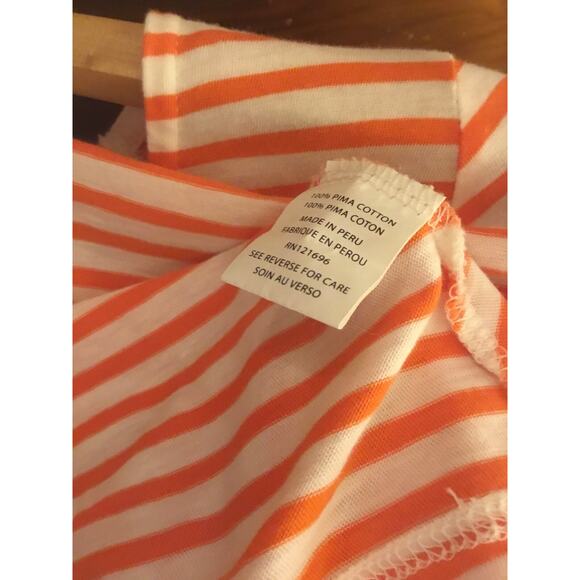 100% PIMA COTTON
100% PIMA COTON
MADE IN PERU
FABRIQUE EN PEROU
RN121696
SEE REVERSE FOR CARE
SOIN AU VERSO